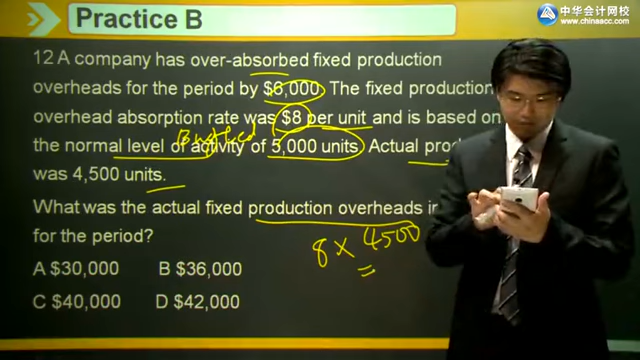 Practice B
中华会计网校
www.chinaacc.com
12 A company has over-absorbed fixed production
overheads for the period by $6,000. The fixed production
overhead absorption rate was $8 per unit and is based on
Budgeted
the normal level of activity of 5,000 units. Actual
was 4,500 units.
What was the actual fixed production overheads
for the period?
8 × 4500
=
A $30,000 B $36,000
C $40,000 D $42,000